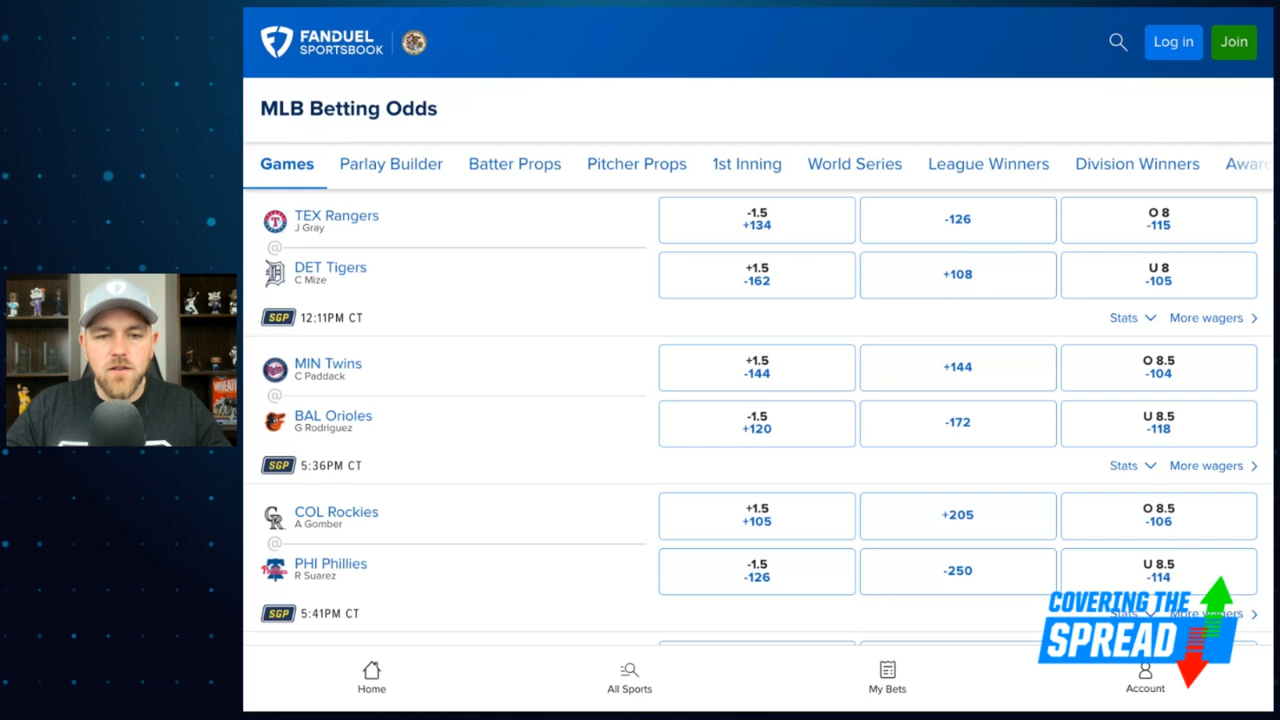 FANDUEL
SPORTSBOOK
Log in
Join
MLB Betting Odds
Games Parlay Builder Batter Props Pitcher Props 1st Inning World Series League Winners Division Winners Awar
TEX Rangers
J Gray
-1.5
+134
-126
O 8
-115
@
DET Tigers
C Mize
+1.5
-162
+108
U 8
-105
SGP 12:11PM CT
Stats More wagers
MIN Twins
C Paddack
+1.5
-144
+144
O 8.5
-104
@
BAL Orioles
G Rodriguez
-1.5
+120
-172
U 8.5
-118
SGP 5:36PM CT
Stats More wagers
COL Rockies
A Gomber
+1.5
+105
+205
O 8.5
-106
@
PHI Phillies
R Suarez
-1.5
-126
-250
U 8.5
-114
SGP 5:41PM CT
Stats More wagers
COVERING THE
SPREAD
Home
All Sports
My Bets
Account
WHEATIES